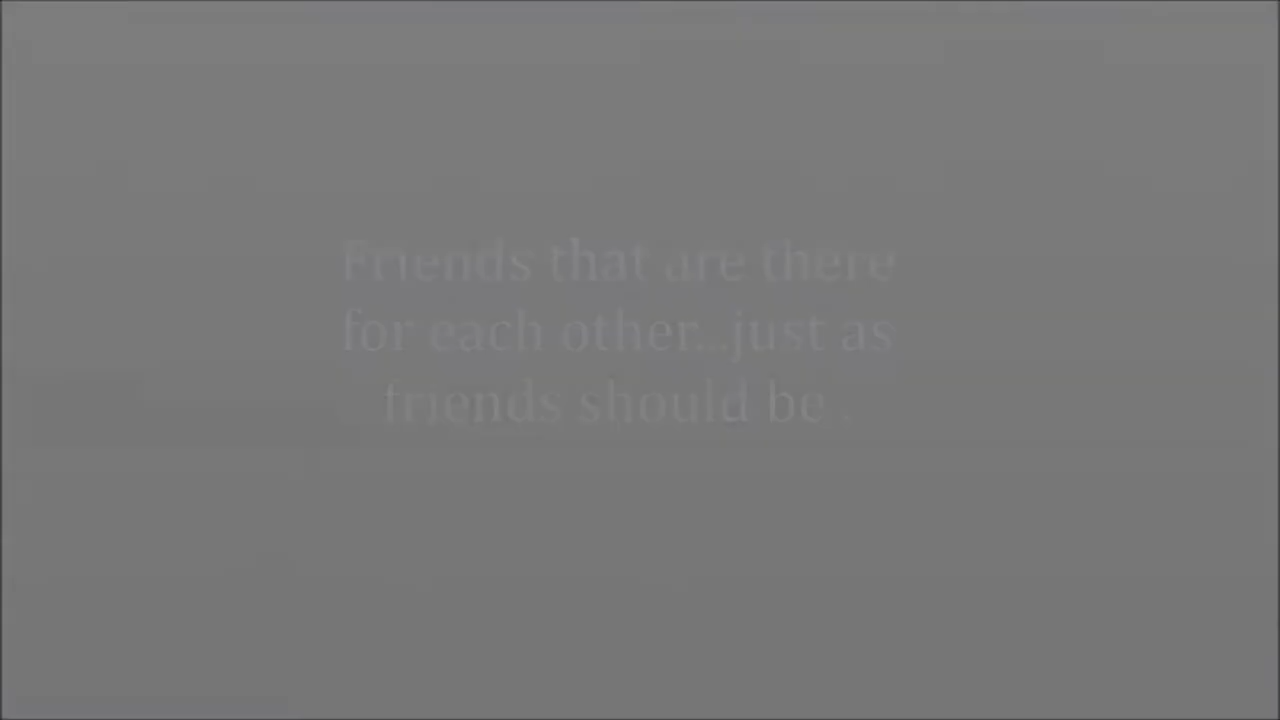 Friends that are there
for each other...just as
friends should be .